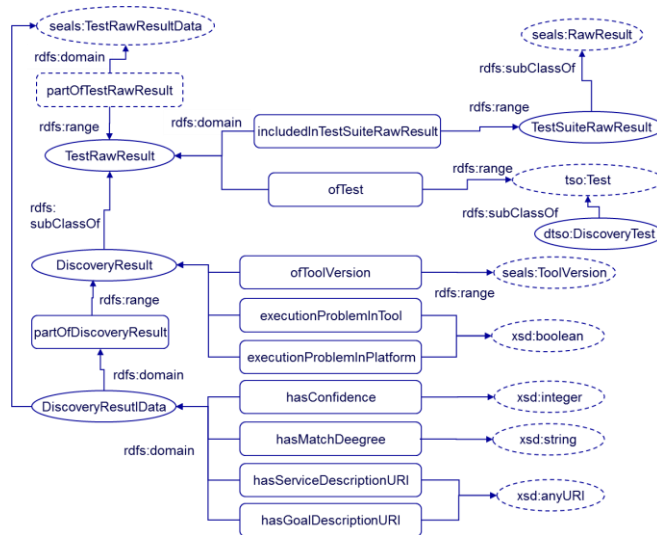 seals:TestRawResultData
rdfs:domain
partOfTestRawResult
rdfs:range
TestRawResult
rdfs:
subClassOf
DiscoveryResult
rdfs:range
partOfDiscoveryResult
rdfs:domain
DiscoveryResutlData
rdfs:domain
rdfs:domain
includedInTestSuiteRawResult
ofTest
ofToolVersion
executionProblemInTool
executionProblemInPlatform
hasConfidence
hasMatchDeegree
hasServiceDescriptionURI
hasGoalDescriptionURI
seals:RawResult
rdfs:subClassOf
rdfs:range
TestSuiteRawResult
rdfs:range
tso:Test
rdfs:subClassOf
dtso:DiscoveryTest
seals:ToolVersion
rdfs:range
xsd:boolean
xsd:integer
xsd:string
xsd:anyURI